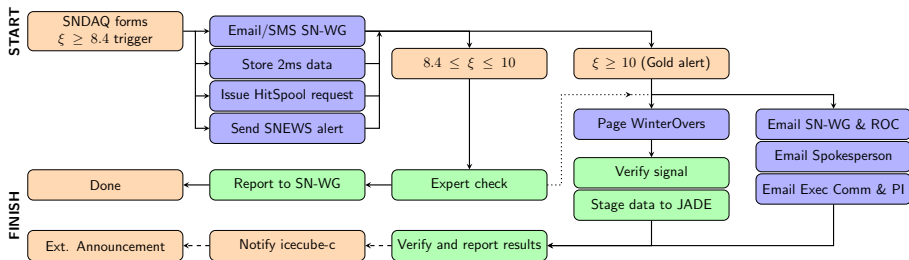 START
SNDAQ forms
ξ ≥ 8.4 trigger
Email/SMS SN-WG
Store 2ms data
Issue HitSpool request
Send SNEWS alert
8.4 ≤ ξ ≤ 10
ξ ≥ 10 (Gold alert)
Page WinterOvers
Email SN-WG & ROC
Email Spokesperson
Email Exec Comm & PI
Verify signal
Stage data to JADE
FINISH
Done
Report to SN-WG
Expert check
Ext. Announcement
Notify icecube-c
Verify and report results